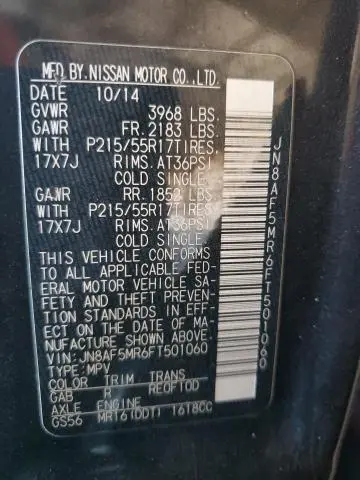 MFD BY. NISSAN MOTOR CO., LTD.
DATE 10/14
GVWR 3968 LBS.
GAWR FR. 2183 LBS.
WITH P215/55R17TIRES.
17X7J RIMS. AT36PSI
COLD SINGLE
GAWR RR. 1852 LBS.
WITH P215/55R17TIRES.
17X7J RIMS. AT36PSI
COLD SINGLE.
THIS VEHICLE CONFORMS
TO ALL APPLICABLE FED-
ERAL MOTOR VEHICLE SA-
FETY AND THEFT PREVEN-
TION STANDARDS IN EFF-
ECT ON THE DATE OF MA-
NUFACTURE SHOWN ABOVE
VIN:JN8AF5MR6FT501060
TYPE:MPV
COLOR TRIM TRANS
GAB R RE0F10D
AXLE ENGINE
GS56 MR16(DDT) 1618CC
JN8AF5MR6FT501060